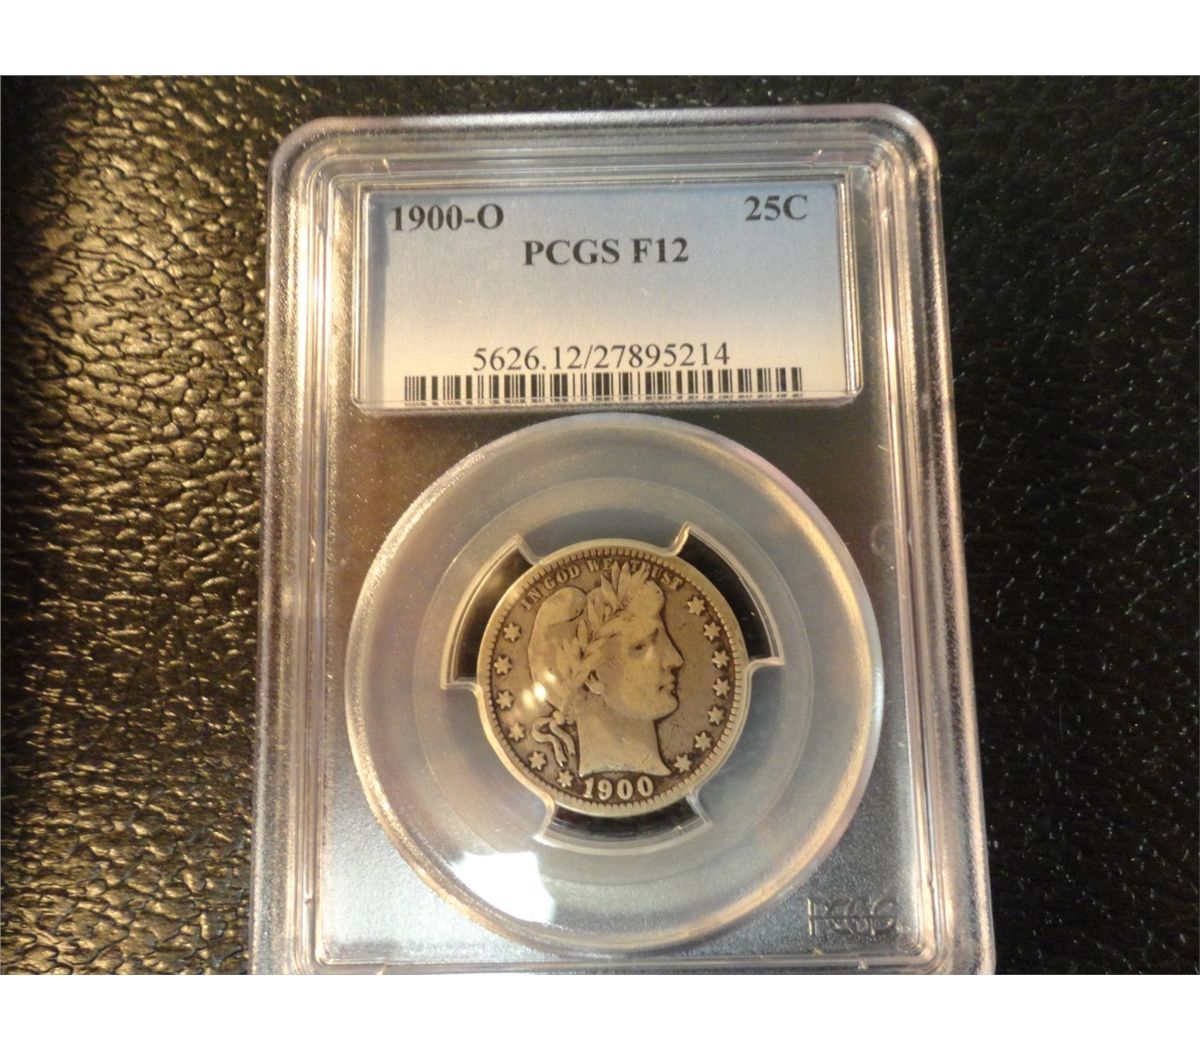 1900-O 25C
PCGS F12
5626.12/27895214
IN GOD WE TRUST
1900
PCGS